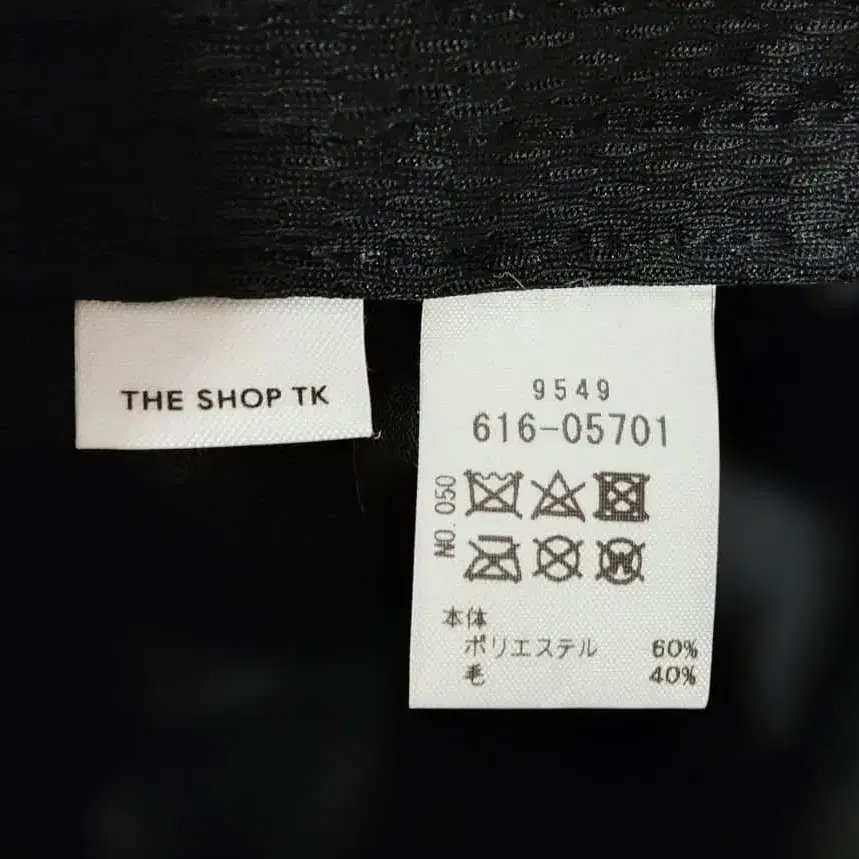 THE SHOP TK
9549
616-05701
NO. 050
W
本体
ポリエステル 60%
毛 40%